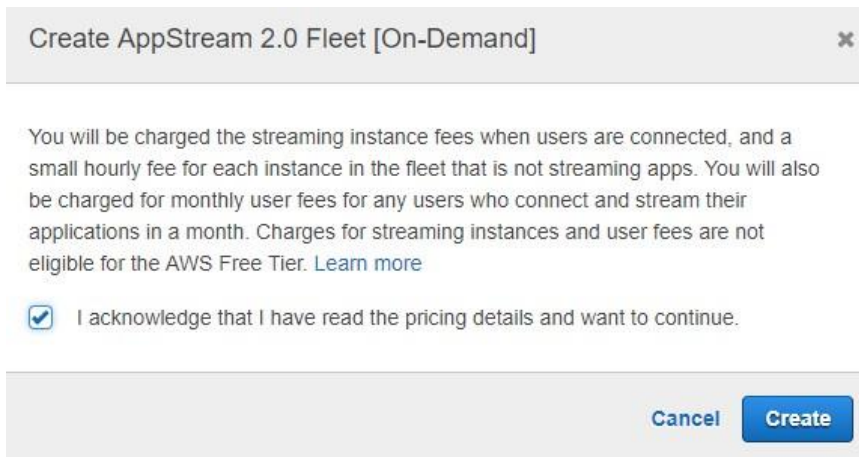 Create AppStream 2.0 Fleet [On-Demand]
You will be charged the streaming instance fees when users are connected, and a
small hourly fee for each instance in the fleet that is not streaming apps. You will also
be charged for monthly user fees for any users who connect and stream their
applications in a month. Charges for streaming instances and user fees are not
eligible for the AWS Free Tier. Learn more
I acknowledge that I have read the pricing details and want to continue.
Cancel Create